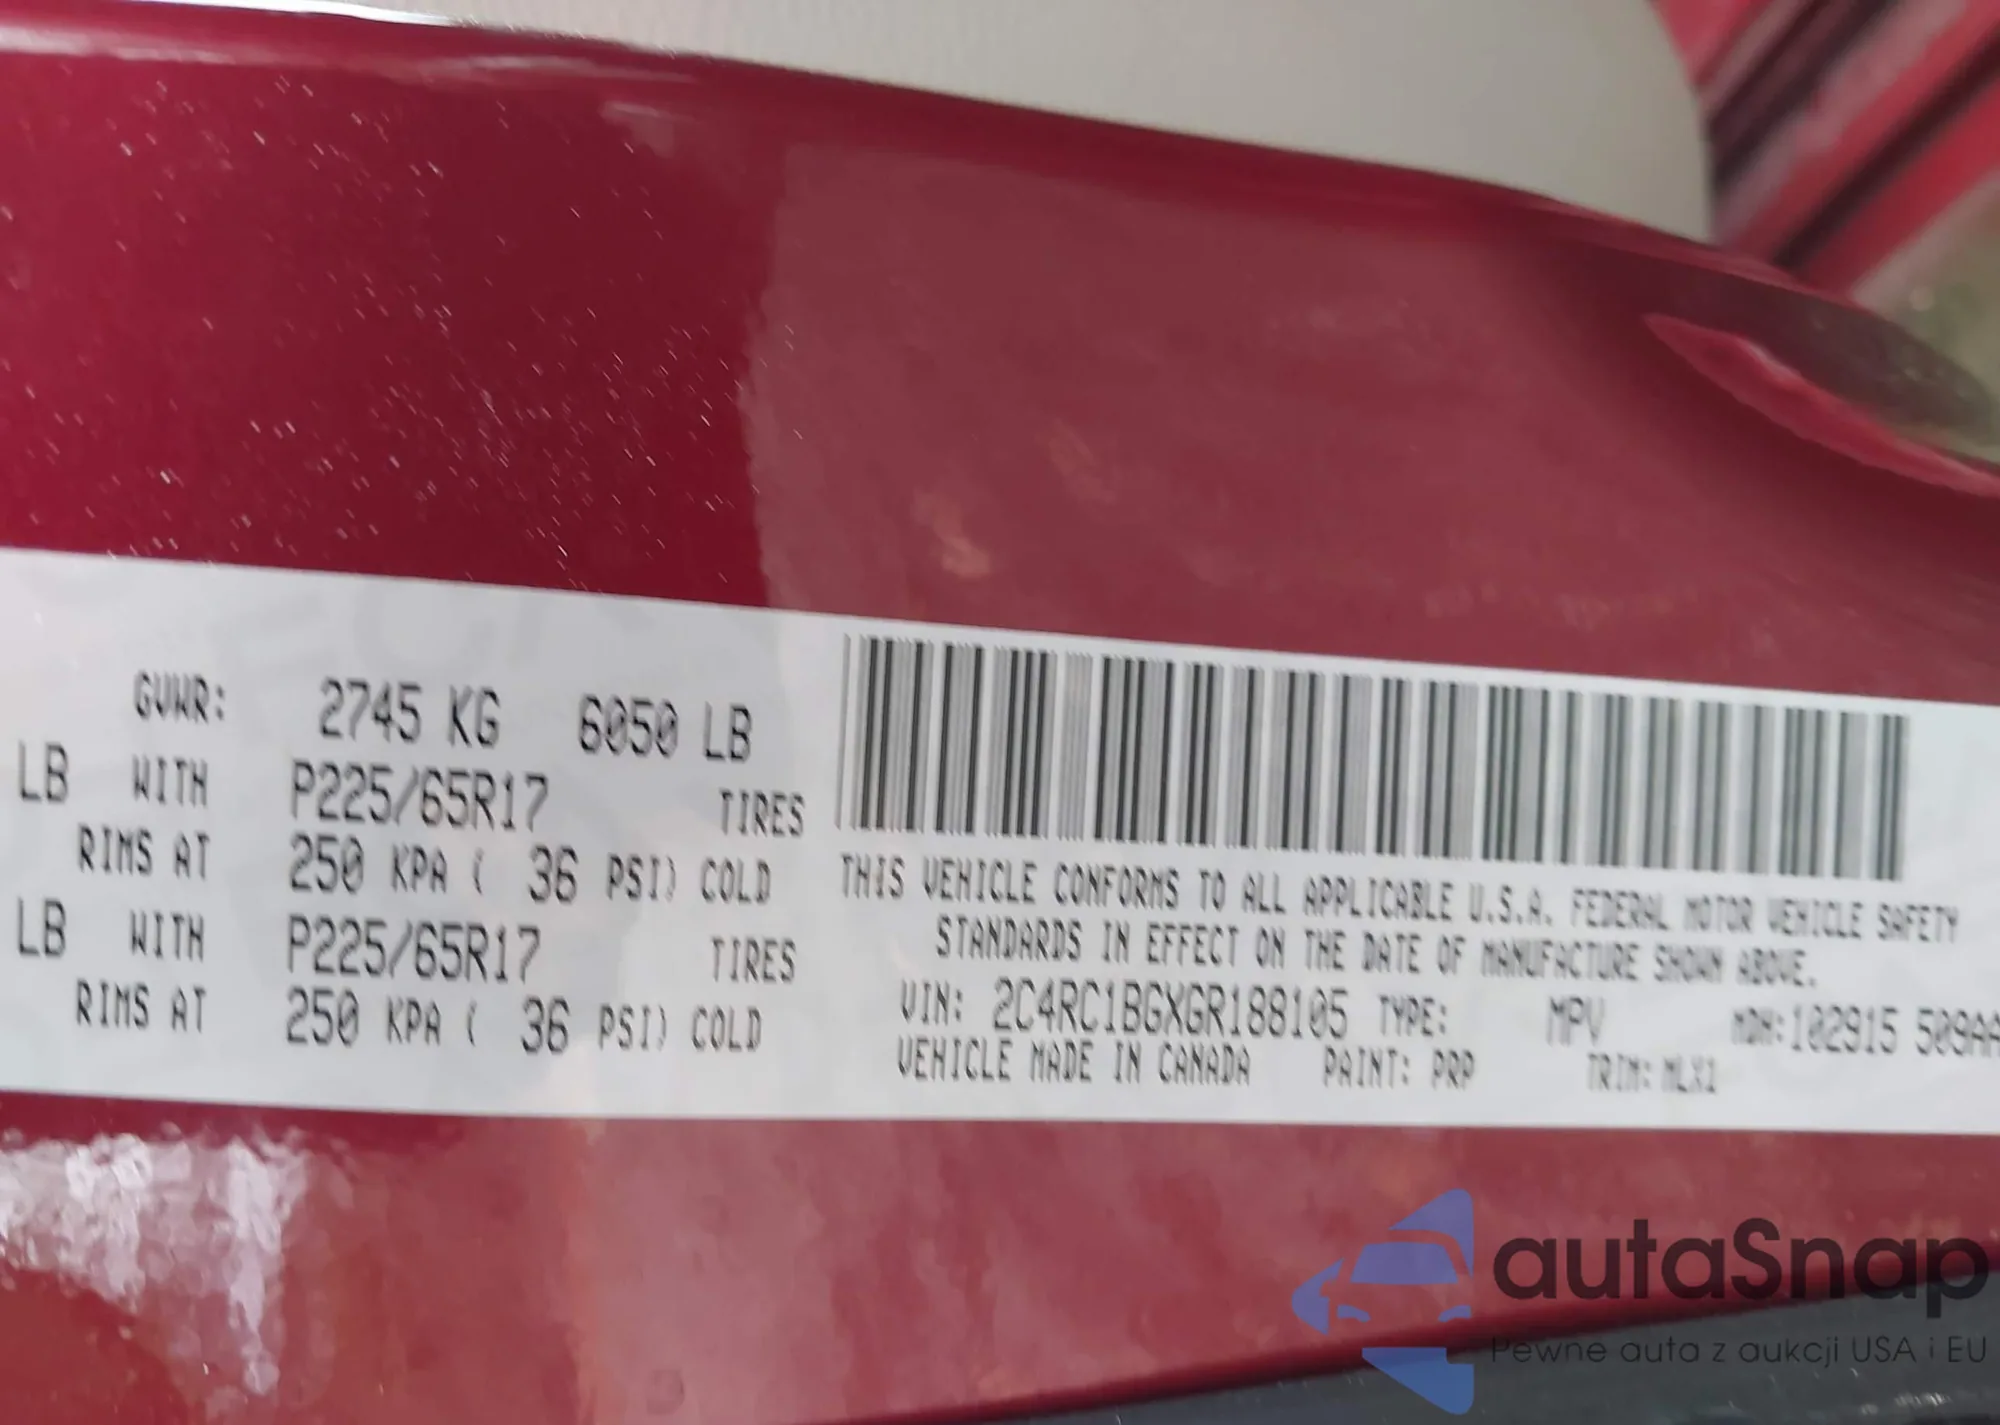 GVWR: 2745 KG 6050 LB
LB WITH P225/65R17 TIRES
RIMS AT 250 KPA ( 36 PSI) COLD
LB WITH P225/65R17 TIRES
RIMS AT 250 KPA ( 36 PSI) COLD
THIS VEHICLE CONFORMS TO ALL APPLICABLE U.S.A. FEDERAL MOTOR VEHICLE SAFETY
STANDARDS IN EFFECT ON THE DATE OF MANUFACTURE SHOWN ABOVE.
VIN: 2C4RC1BGXGR188105 TYPE: MPV MDH:102915 509AA
VEHICLE MADE IN CANADA PAINT: PRP TRIM: MLX1
autaSnap
Pewne auta z aukcji USA i EU